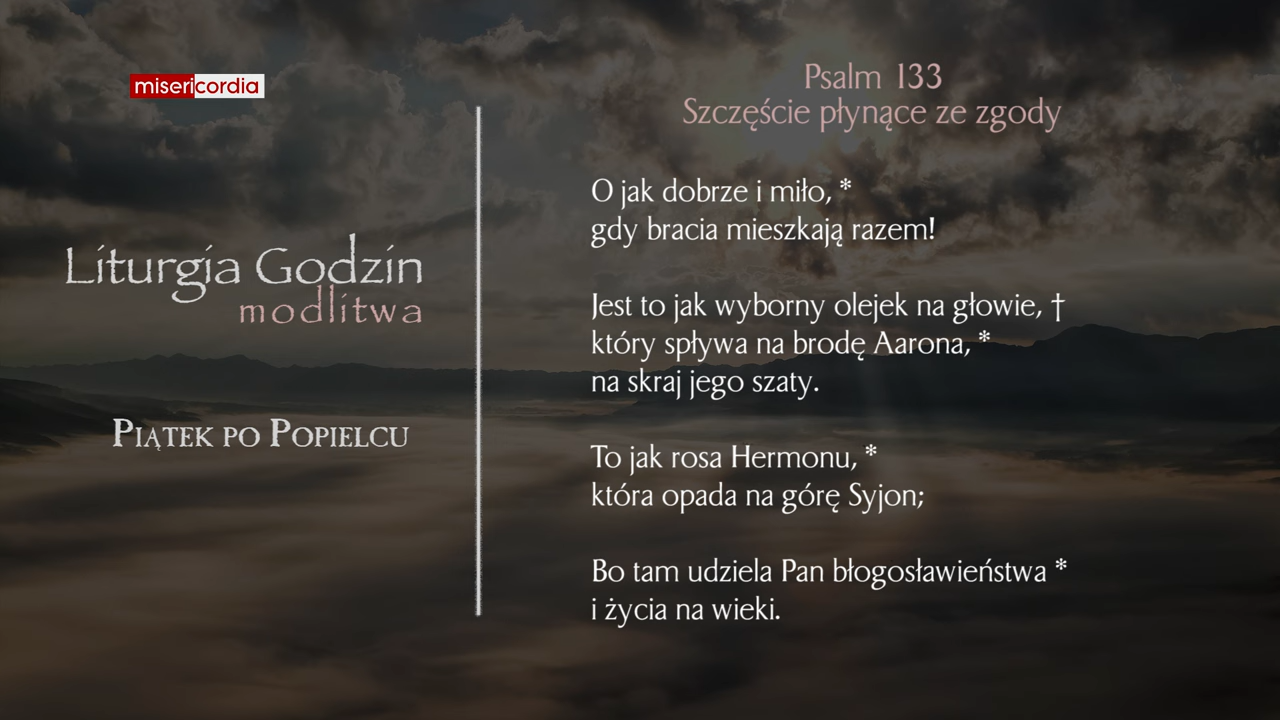 misericordia
Liturgia Godzin
modlitwa
Piątek po Popielcu
Psalm 133
Szczęście płynące ze zgody
O jak dobrze i miło, *
gdy bracia mieszkają razem!
Jest to jak wyborny olejek na głowie, †
który spływa na brodę Aarona, *
na skraj jego szaty.
To jak rosa Hermonu, *
która opada na górę Syjon;
Bo tam udziela Pan błogosławieństwa *
i życia na wieki.